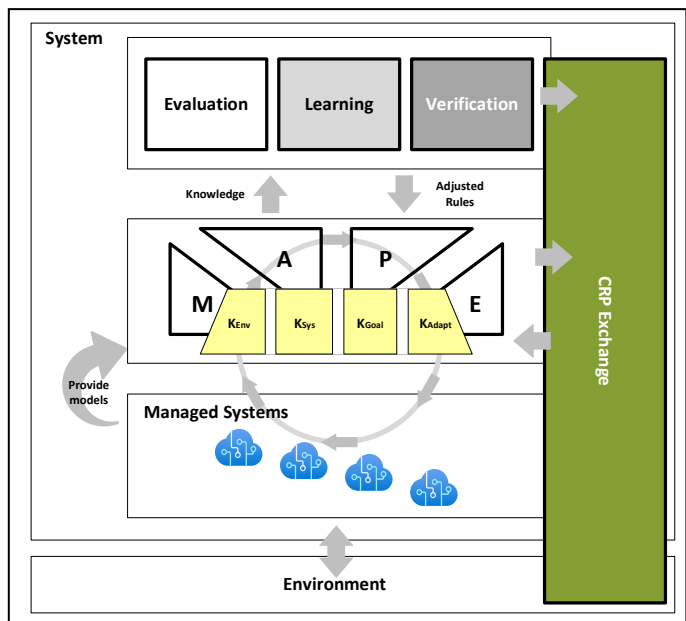 System
Evaluation
Learning
Verification
Knowledge
Adjusted
Rules
A
P
M
E
KEnv
KSys
KGoal
KAdapt
CRP Exchange
Provide
models
Managed Systems
Environment